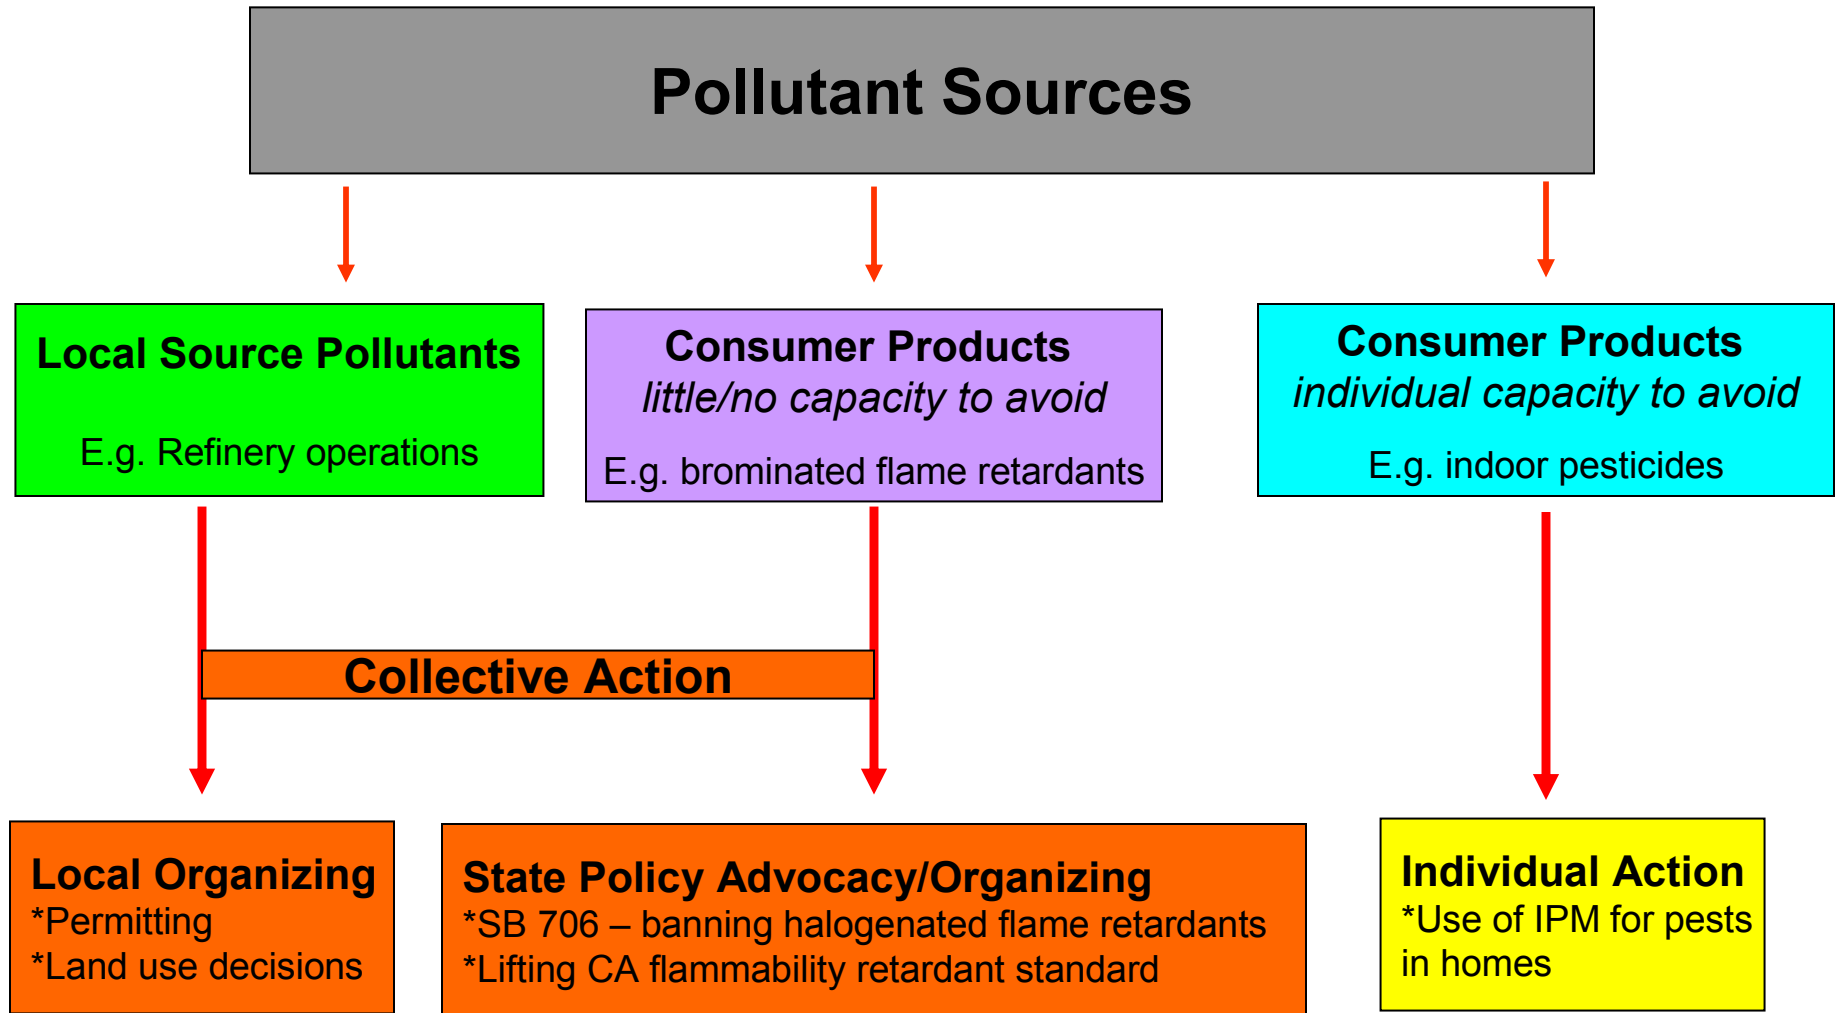 Pollutant Sources
Local Source Pollutants
E.g. Refinery operations
Consumer Products
little/no capacity to avoid
E.g. brominated flame retardants
Consumer Products
individual capacity to avoid
E.g. indoor pesticides
Collective Action
Local Organizing
*Permitting
*Land use decisions
State Policy Advocacy/Organizing
*SB 706 – banning halogenated flame retardants
*Lifting CA flammability retardant standard
Individual Action
*Use of IPM for pests
in homes